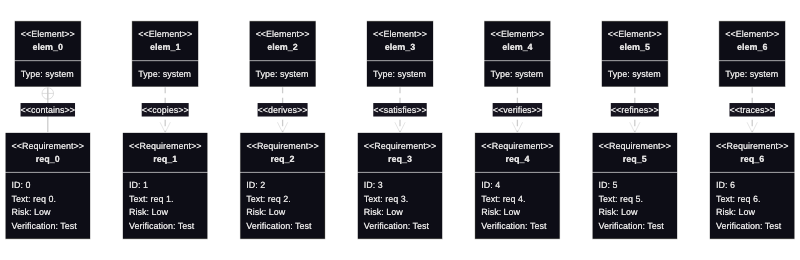 <<Element>>
elem_0
Type: system
<<contains>>
<<Requirement>>
req_0
ID: 0
Text: req 0.
Risk: Low
Verification: Test
<<Element>>
elem_1
Type: system
<<copies>>
<<Requirement>>
req_1
ID: 1
Text: req 1.
Risk: Low
Verification: Test
<<Element>>
elem_2
Type: system
<<derives>>
<<Requirement>>
req_2
ID: 2
Text: req 2.
Risk: Low
Verification: Test
<<Element>>
elem_3
Type: system
<<satisfies>>
<<Requirement>>
req_3
ID: 3
Text: req 3.
Risk: Low
Verification: Test
<<Element>>
elem_4
Type: system
<<verifies>>
<<Requirement>>
req_4
ID: 4
Text: req 4.
Risk: Low
Verification: Test
<<Element>>
elem_5
Type: system
<<refines>>
<<Requirement>>
req_5
ID: 5
Text: req 5.
Risk: Low
Verification: Test
<<Element>>
elem_6
Type: system
<<traces>>
<<Requirement>>
req_6
ID: 6
Text: req 6.
Risk: Low
Verification: Test